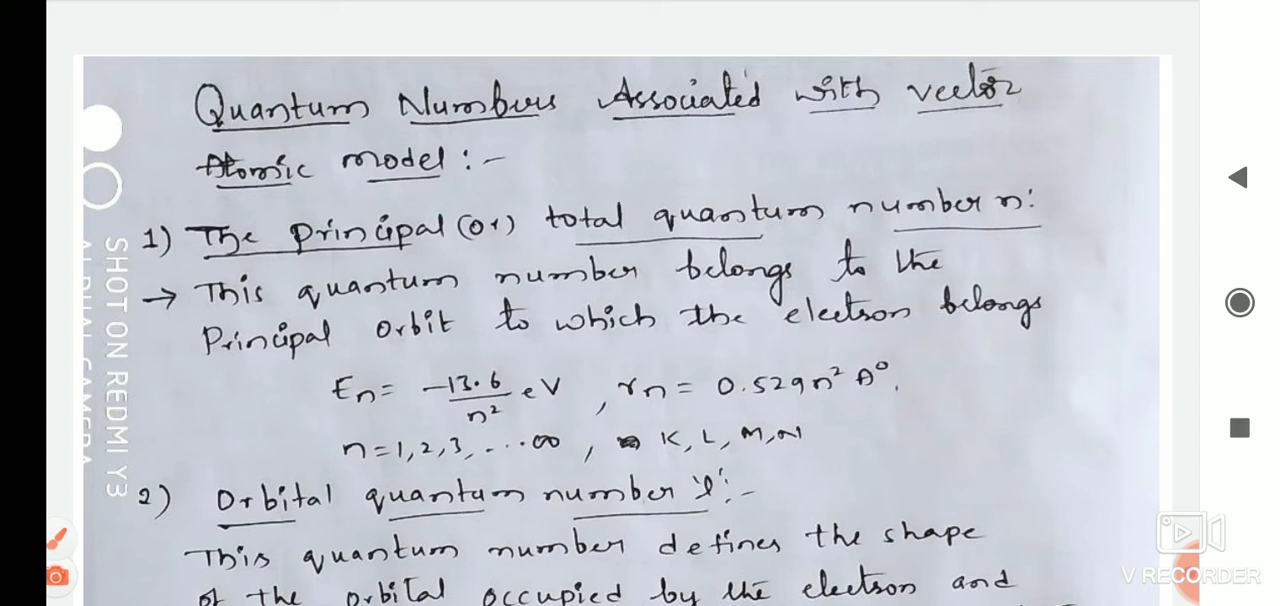 Quantum Numbers Associated with vector
Atomic model :-
1) The Principal (or) total quantum number n:
→ This quantum number belongs to the
Principal orbit to which the electron belongs
En = -13.6/n² eV , rn = 0.529n² A°.
n = 1, 2, 3, ... ∞ , K, L, M, N
2) Orbital quantum number 'l':-
This quantum number defines the shape
of the orbital occupied by the electron and
SHOT ON REDMI Y3
AI DUAL CAMERA
V RECORDER